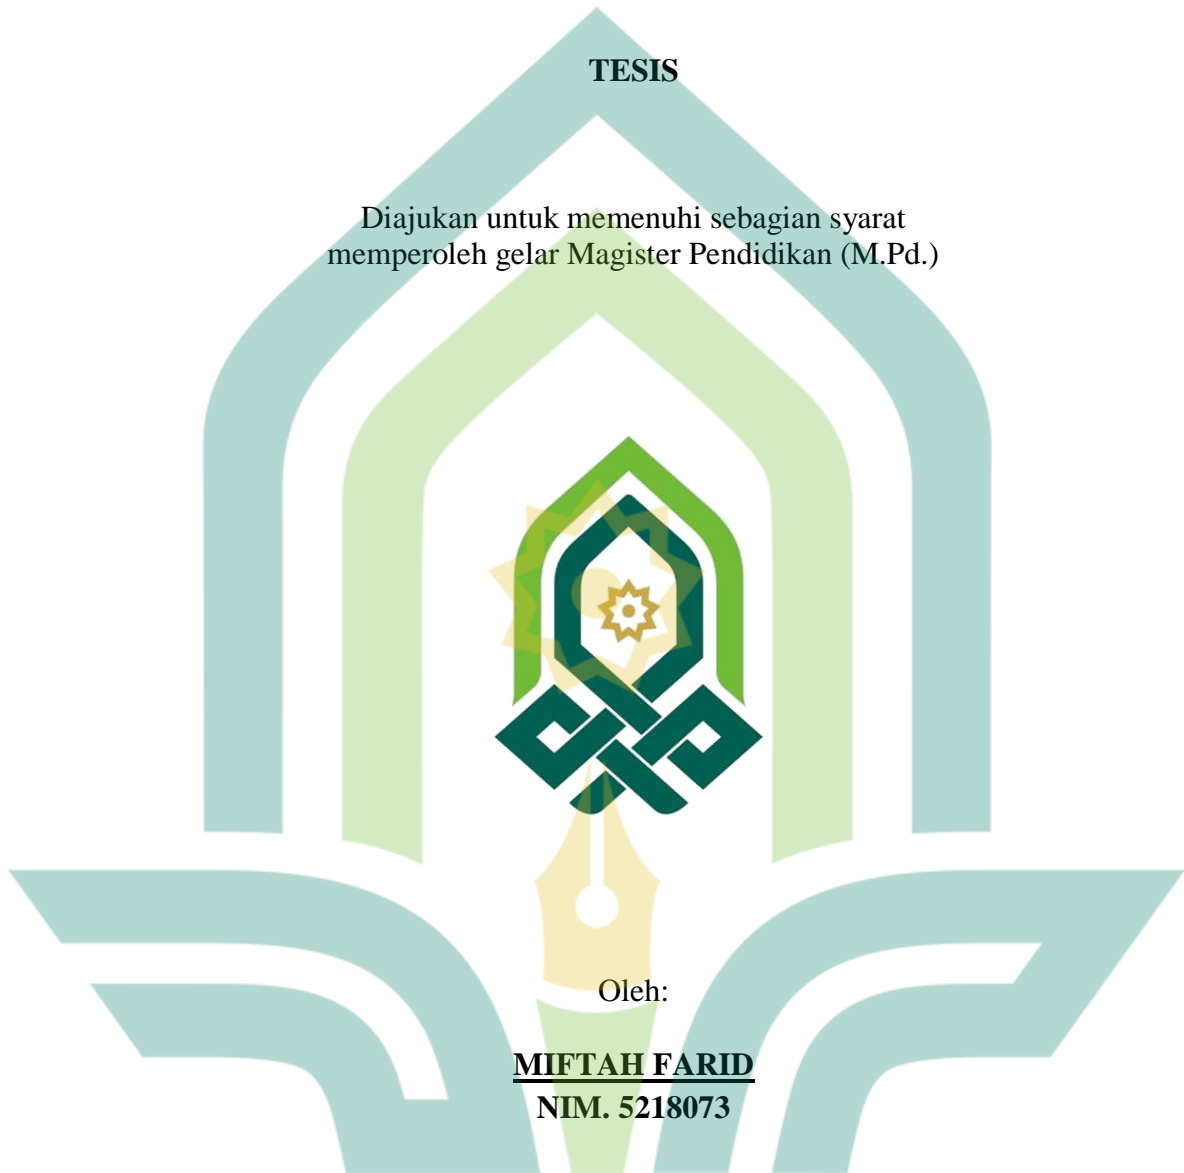 TESIS
Diajukan untuk memenuhi sebagian syarat
memperoleh gelar Magister Pendidikan (M.Pd.)
Oleh:
MIFTAH FARID
NIM. 5218073